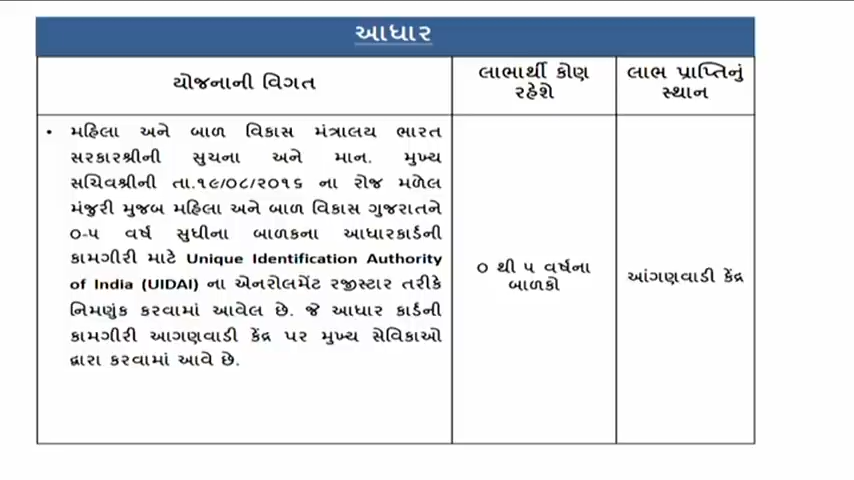 આધાર
યોજનાની વિગત
લાભાર્થી કોણ
રહેશે
લાભ પ્રાપ્તિનું
સ્થાન
• મહિલા અને બાળ વિકાસ મંત્રાલય ભારત
સરકારશ્રીની સુચના અને માન. મુખ્ય
સચિવશ્રીની તા.૧૯/૦૮/૨૦૧૬ ના રોજ મળેલ
મંજુરી મુજબ મહિલા અને બાળ વિકાસ ગુજરાતને
૦-૫ વર્ષ સુધીના બાળકના આધારકાર્ડની
કામગીરી માટે Unique Identification Authority
of India (UIDAI) ના એનરોલમેંટ રજીસ્ટાર તરીકે
નિમણુંક કરવામાં આવેલ છે. જે આધાર કાર્ડની
કામગીરી આગણવાડી કેંદ્ર પર મુખ્ય સેવિકાઓ
દ્વારા કરવામાં આવે છે.
૦ થી ૫ વર્ષના
બાળકો
આંગણવાડી કેંદ્ર